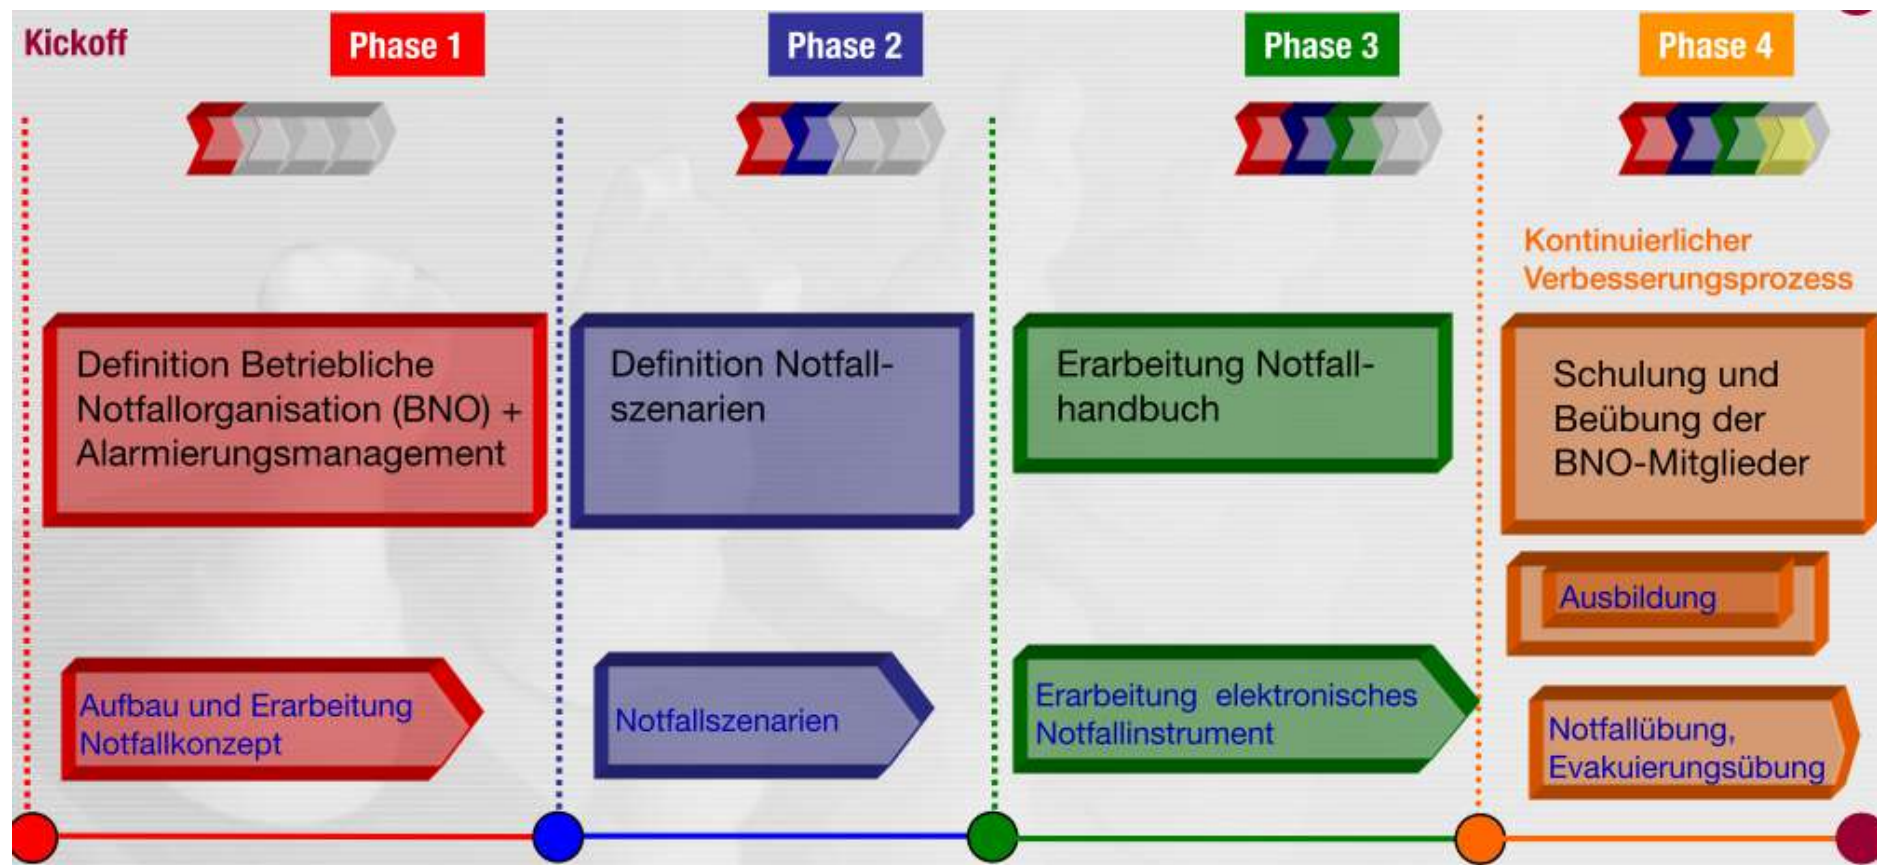 Kickoff
Phase 1
Phase 2
Phase 3
Phase 4
Kontinuierlicher
Verbesserungsprozess
Definition Betriebliche
Notfallorganisation (BNO) +
Alarmierungsmanagement
Definition Notfall-
szenarien
Erarbeitung Notfall-
handbuch
Schulung und
Beübung der
BNO-Mitglieder
Ausbildung
Aufbau und Erarbeitung
Notfallkonzept
Notfallszenarien
Erarbeitung elektronisches
Notfallinstrument
Notfallübung,
Evakuierungsübung